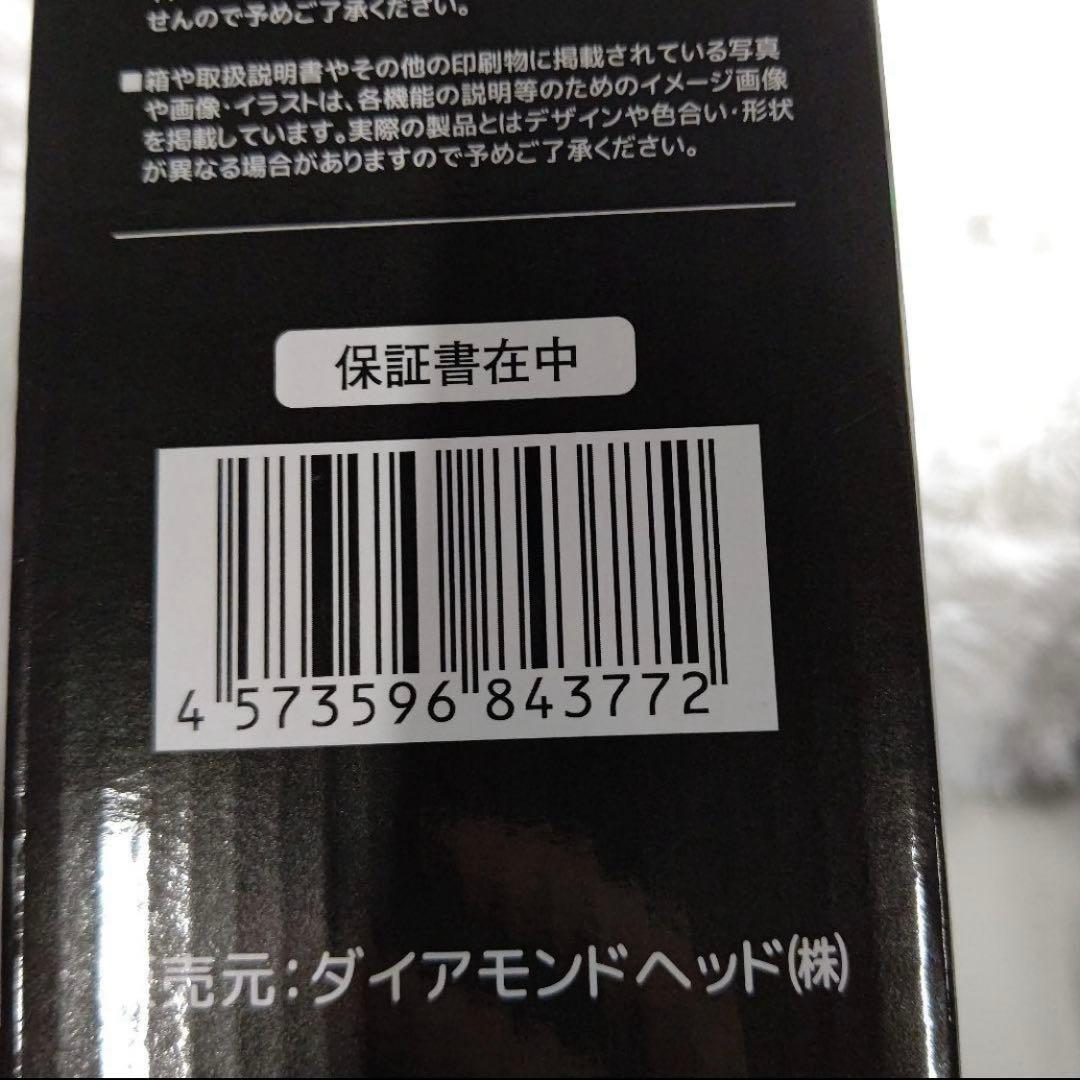 せんので予めご了承ください。
■箱や取扱説明書やその他の印刷物に掲載されている写真
や画像・イラストは、各機能の説明等のためのイメージ画像
を掲載しています。実際の製品とはデザインや色合い・形状
が異なる場合がありますので予めご了承ください。
保証書在中
4 573596 843772
売元：ダイアモンドヘッド(株)